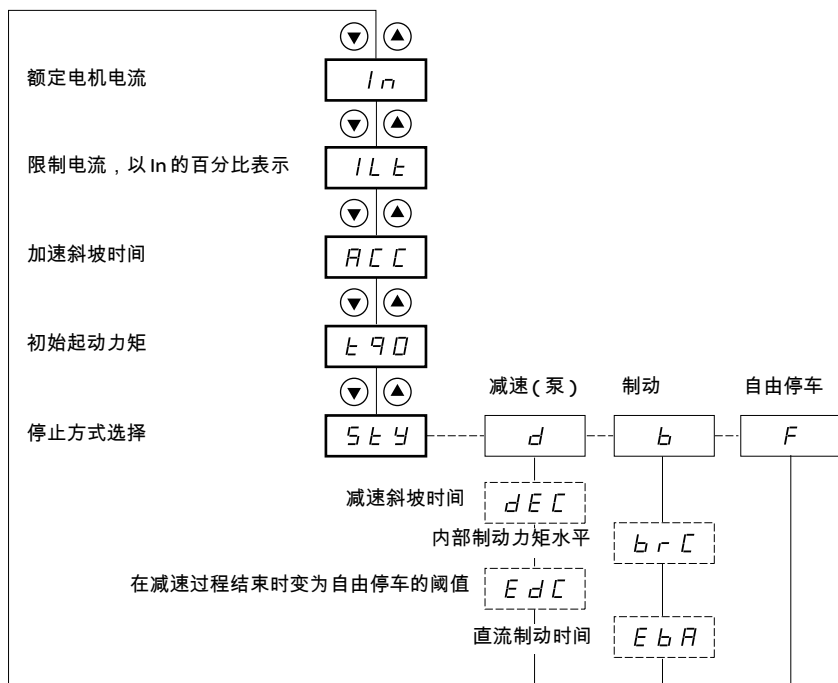 额定电机电流
In
限制电流，以In的百分比表示
ILt
加速斜坡时间
ACC
初始起动力矩
tq0
减速(泵) 制动 自由停车
停止方式选择
StY d b F
减速斜坡时间
dEC
内部制动力矩水平
brC
在减速过程结束时变为自由停车的阈值
EdC
直流制动时间
EbA